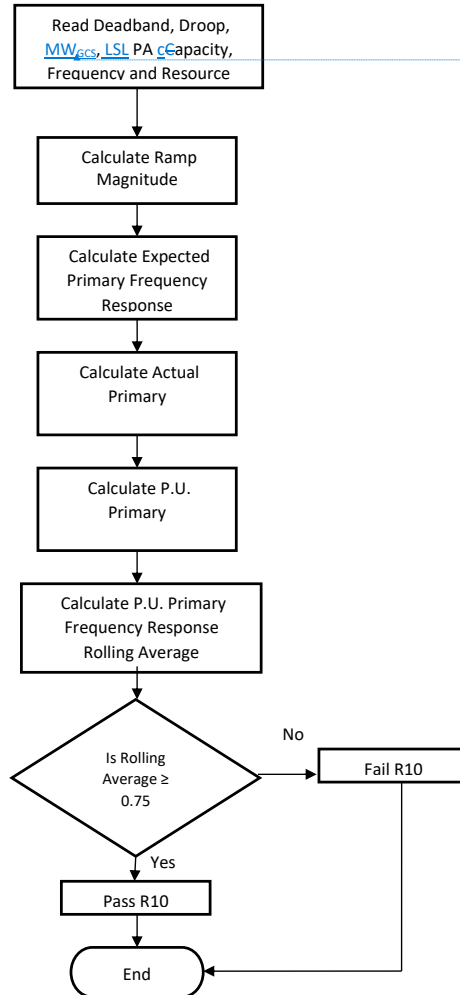 Read Deadband, Droop,
MWGCS, LSL PA cCapacity,
Frequency and Resource
Calculate Ramp
Magnitude
Calculate Expected
Primary Frequency
Response
Calculate Actual
Primary
Calculate P.U.
Primary
Calculate P.U. Primary
Frequency Response
Rolling Average
Is Rolling
Average ≥
0.75
No
Fail R10
Yes
Pass R10
End